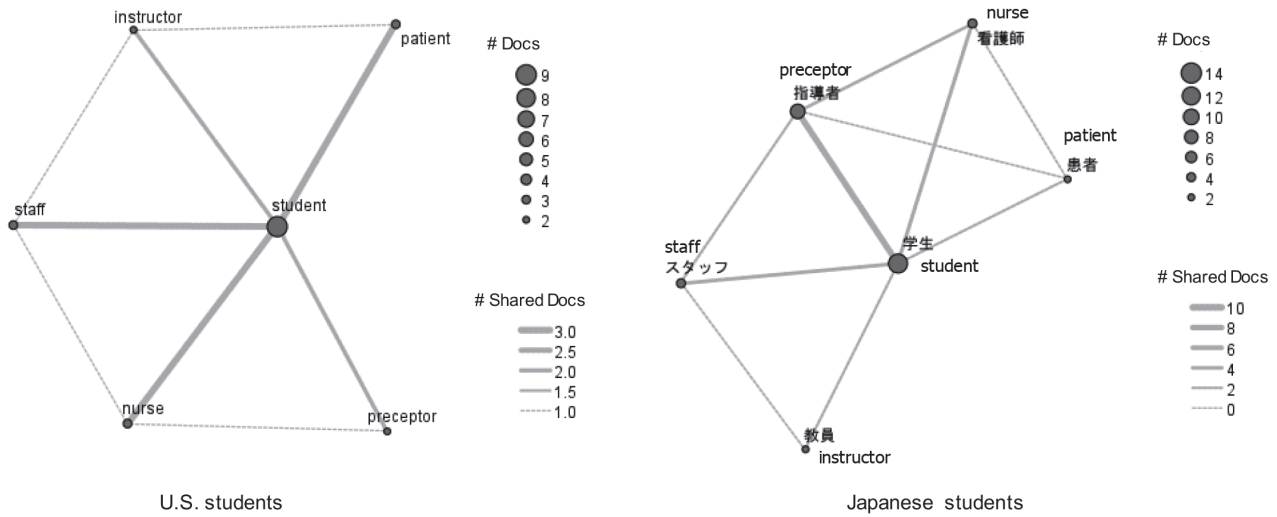 instructor
patient
staff
student
nurse
preceptor
# Docs
9
8
7
6
5
4
3
2
# Shared Docs
3.0
2.5
2.0
1.5
1.0
U.S. students
nurse
看護師
preceptor
指導者
patient
患者
staff
スタッフ
学生
student
教員
instructor
# Docs
14
12
10
8
6
4
2
# Shared Docs
10
8
6
4
2
0
Japanese students